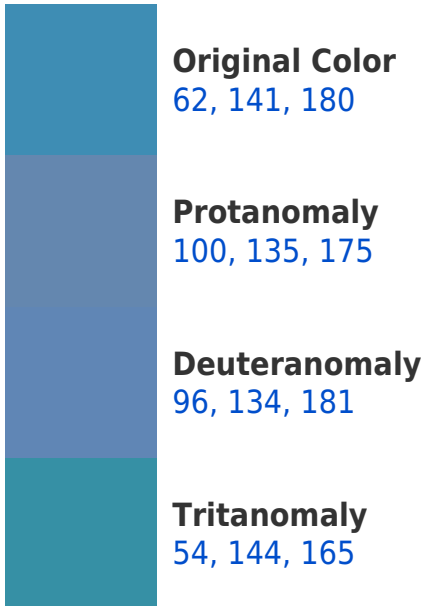 Original Color
62, 141, 180
Protanomaly
100, 135, 175
Deuteranomaly
96, 134, 181
Tritanomaly
54, 144, 165